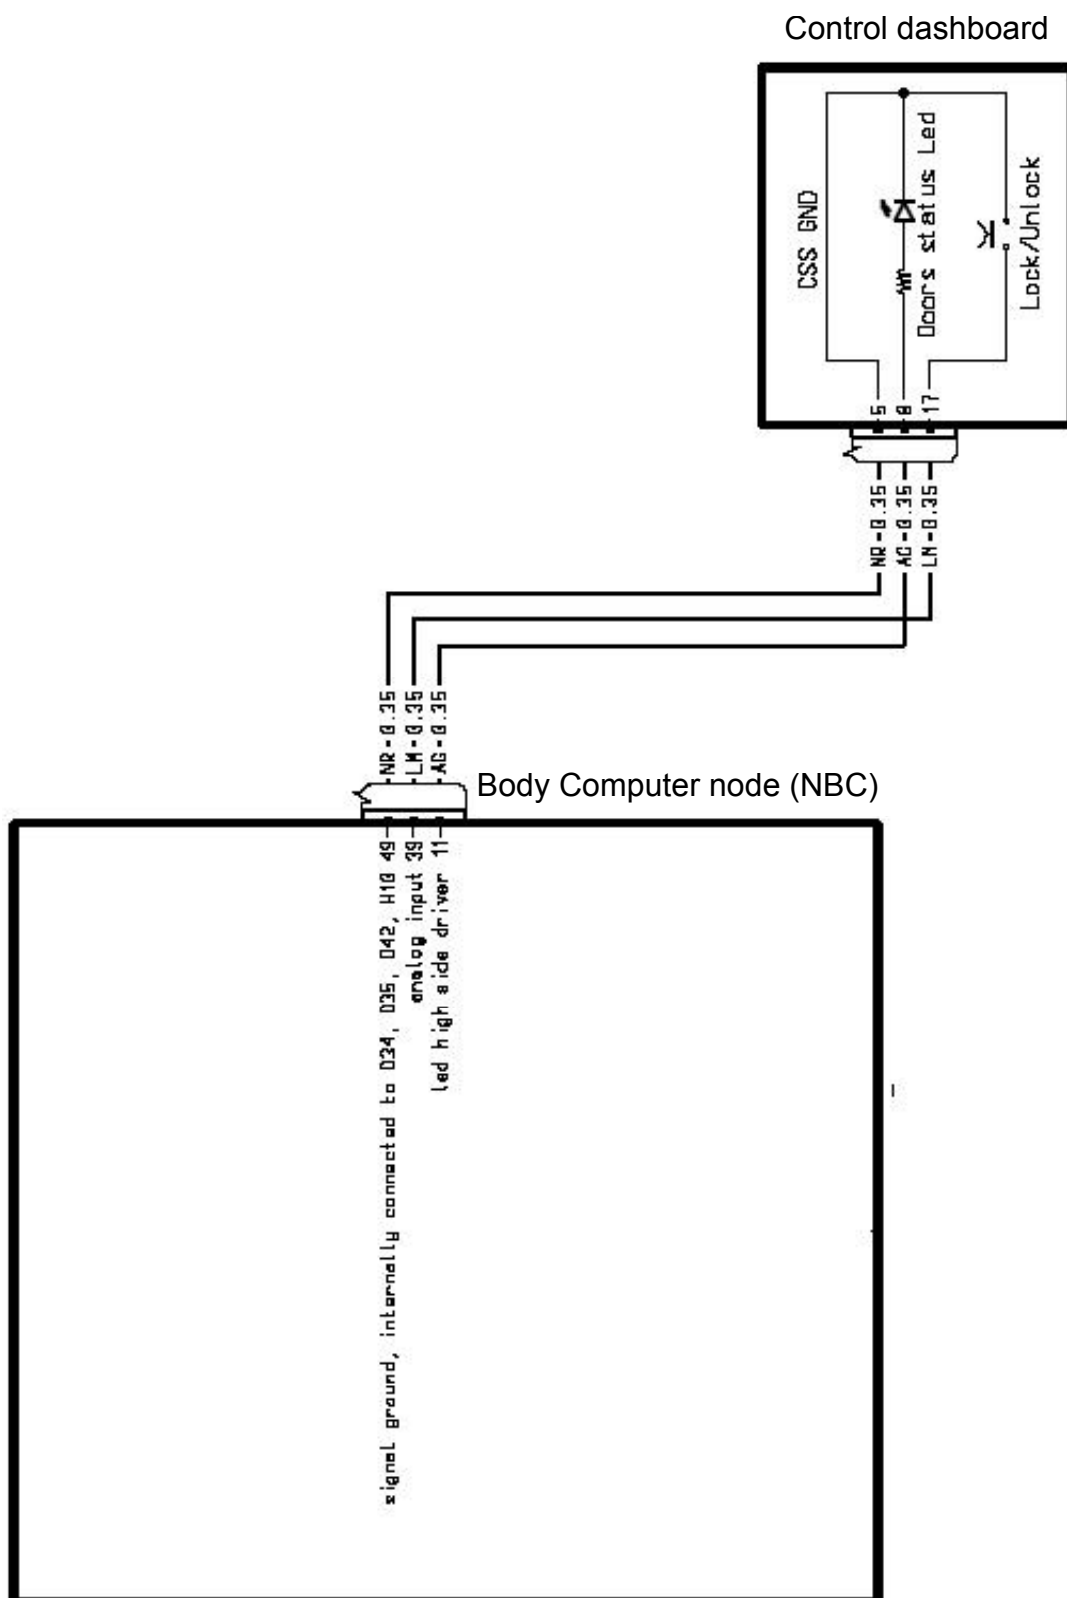 Control dashboard
CSS GND
Doors status Led
Lock/Unlock
5
8
17
NR-0.35
AG-0.35
LN-0.35
NR-0.35
LM-0.35
AG-0.35
Body Computer node (NBC)
signal ground, internally connected to D34, D35, D42, H10 49
analog input 39
led high side driver 11